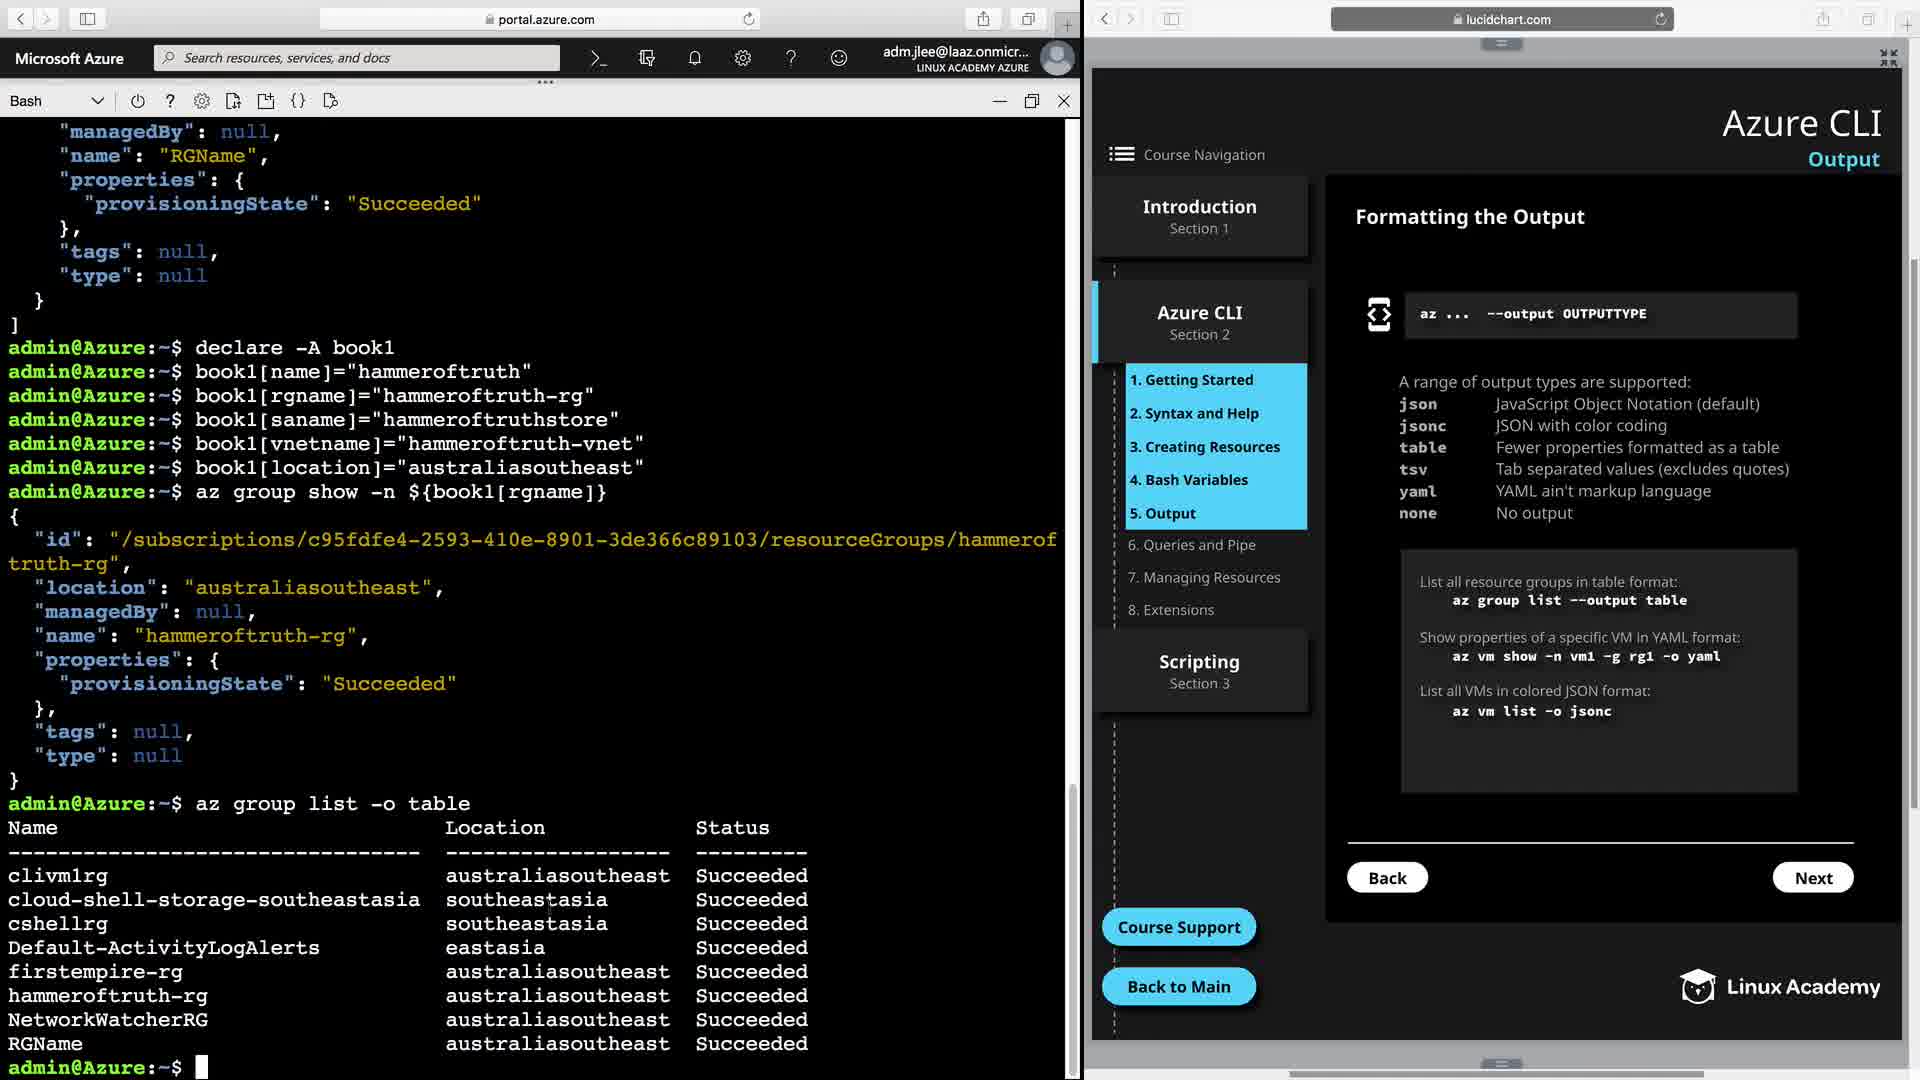 portal.azure.com
Microsoft Azure
Search resources, services, and docs
adm.jlee@laaz.onmicr...
LINUX ACADEMY AZURE
Bash
"managedBy": null,
"name": "RGName",
"properties": {
"provisioningState": "Succeeded"
},
"tags": null,
"type": null
}
]
admin@Azure:~$ declare -A book1
admin@Azure:~$ book1[name]="hammeroftruth"
admin@Azure:~$ book1[rgname]="hammeroftruth-rg"
admin@Azure:~$ book1[saname]="hammeroftruthstore"
admin@Azure:~$ book1[vnetname]="hammeroftruth-vnet"
admin@Azure:~$ book1[location]="australiasoutheast"
admin@Azure:~$ az group show -n ${book1[rgname]}
{
"id": "/subscriptions/c95fdfe4-2593-410e-8901-3de366c89103/resourceGroups/hammerof
truth-rg",
"location": "australiasoutheast",
"managedBy": null,
"name": "hammeroftruth-rg",
"properties": {
"provisioningState": "Succeeded"
},
"tags": null,
"type": null
}
admin@Azure:~$ az group list -o table
Name Location Status
--------------------------------- ------------------ ---------
clivm1rg australiasoutheast Succeeded
cloud-shell-storage-southeastasia southeastasia Succeeded
cshellrg southeastasia Succeeded
Default-ActivityLogAlerts eastasia Succeeded
firstempire-rg australiasoutheast Succeeded
hammeroftruth-rg australiasoutheast Succeeded
NetworkWatcherRG australiasoutheast Succeeded
RGName australiasoutheast Succeeded
admin@Azure:~$
lucidchart.com
Azure CLI
Output
Course Navigation
Introduction
Section 1
Azure CLI
Section 2
1. Getting Started
2. Syntax and Help
3. Creating Resources
4. Bash Variables
5. Output
6. Queries and Pipe
7. Managing Resources
8. Extensions
Scripting
Section 3
Course Support
Back to Main
Formatting the Output
az ... --output OUTPUTTYPE
A range of output types are supported:
json JavaScript Object Notation (default)
jsonc JSON with color coding
table Fewer properties formatted as a table
tsv Tab separated values (excludes quotes)
yaml YAML ain't markup language
none No output
List all resource groups in table format:
az group list --output table
Show properties of a specific VM in YAML format:
az vm show -n vm1 -g rg1 -o yaml
List all VMs in colored JSON format:
az vm list -o jsonc
Back
Next
Linux Academy